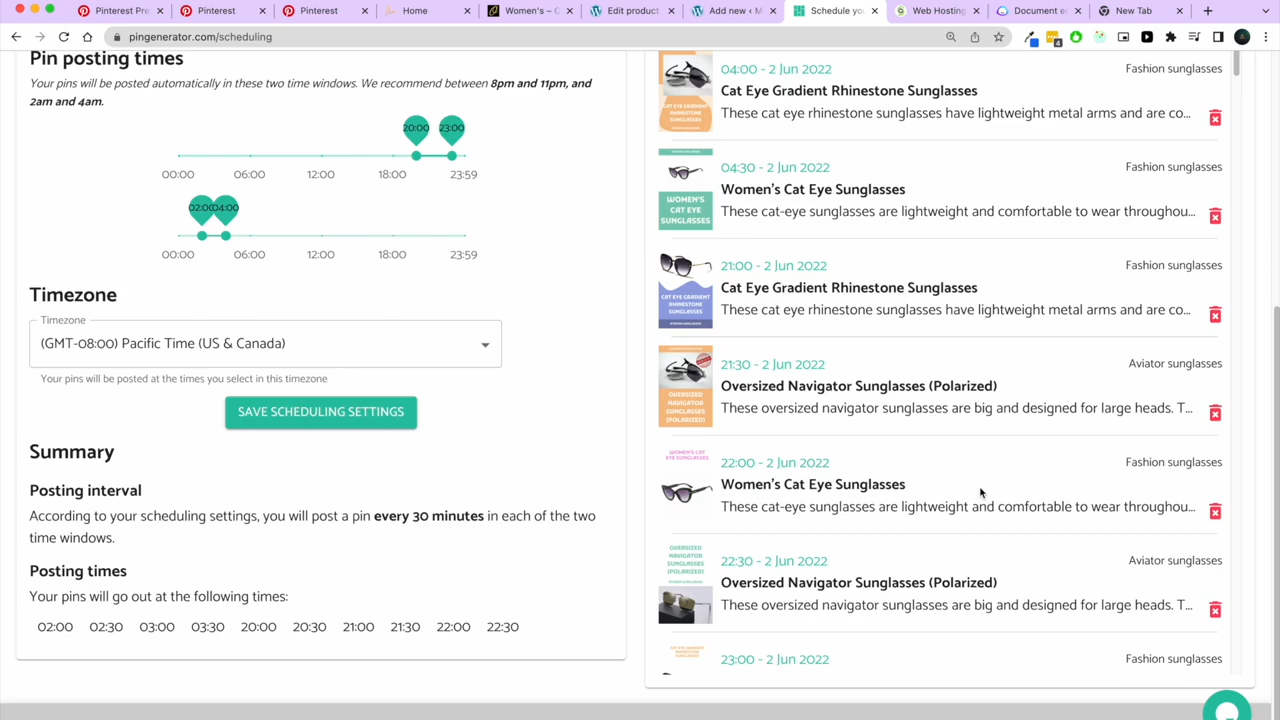 Pinterest Pre
Pinterest
Pinterest
Home
Women's – C
Edit product
Add new ‹ M
Schedule yo
Web Hosting
Document e
New Tab
pingenerator.com/scheduling
4
Pin posting times
Your pins will be posted automatically in these two time windows. We recommend between 8pm and 11pm, and
2am and 4am.
20:00 23:00
00:00 06:00 12:00 18:00 23:59
02:00 04:00
00:00 06:00 12:00 18:00 23:59
Timezone
Timezone
(GMT-08:00) Pacific Time (US & Canada)
Your pins will be posted at the times you select in this timezone
SAVE SCHEDULING SETTINGS
Summary
Posting interval
According to your scheduling settings, you will post a pin every 30 minutes in each of the two
time windows.
Posting times
Your pins will go out at the following times:
02:00 02:30 03:00 03:30 20:00 20:30 21:00 21:30 22:00 22:30
CAT EYE GRADIENT
RHINESTONE
SUNGLASSES
04:00 - 2 Jun 2022
Fashion sunglasses
Cat Eye Gradient Rhinestone Sunglasses
These cat eye rhinestone sunglasses have lightweight metal arms and are co...
WOMEN'S
CAT EYE
SUNGLASSES
04:30 - 2 Jun 2022
Fashion sunglasses
Women's Cat Eye Sunglasses
These cat-eye sunglasses are lightweight and comfortable to wear throughou...
CAT EYE GRADIENT
RHINESTONE
SUNGLASSES
21:00 - 2 Jun 2022
Fashion sunglasses
Cat Eye Gradient Rhinestone Sunglasses
These cat eye rhinestone sunglasses have lightweight metal arms and are co...
OVERSIZED
NAVIGATOR
SUNGLASSES
(POLARIZED)
21:30 - 2 Jun 2022
Aviator sunglasses
Oversized Navigator Sunglasses (Polarized)
These oversized navigator sunglasses are big and designed for large heads. T...
WOMEN'S CAT
EYE SUNGLASSES
22:00 - 2 Jun 2022
Fashion sunglasses
Women's Cat Eye Sunglasses
These cat-eye sunglasses are lightweight and comfortable to wear throughou...
OVERSIZED
NAVIGATOR
SUNGLASSES
(POLARIZED)
22:30 - 2 Jun 2022
Aviator sunglasses
Oversized Navigator Sunglasses (Polarized)
These oversized navigator sunglasses are big and designed for large heads. T...
CAT EYE GRADIENT
RHINESTONE
SUNGLASSES
23:00 - 2 Jun 2022
Fashion sunglasses